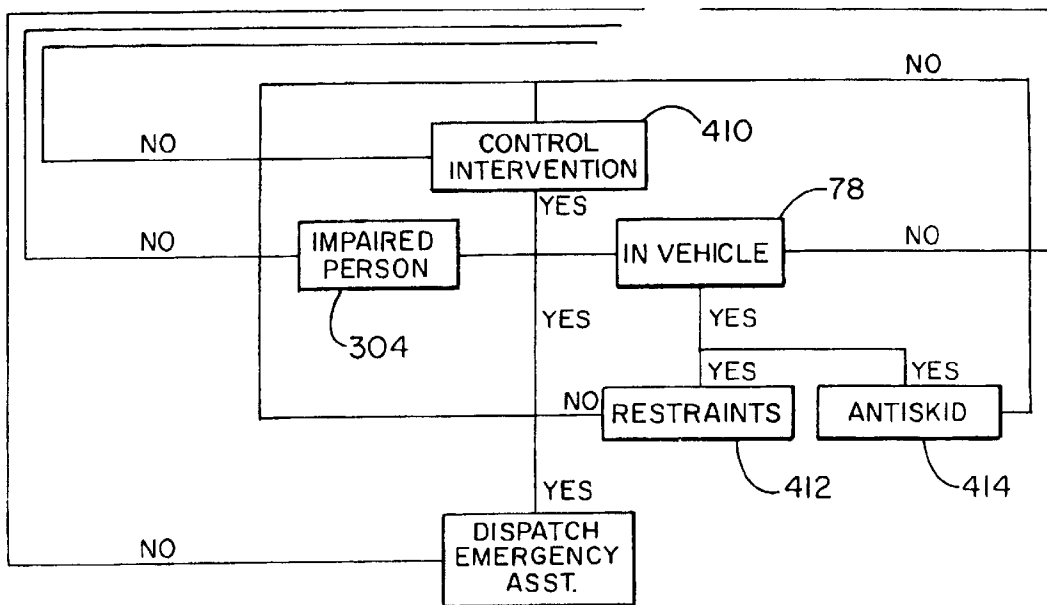 NO
CONTROL
INTERVENTION
410
NO
YES
78
IMPAIRED
PERSON
304
NO
IN VEHICLE
NO
YES
YES
YES
YES
NO
RESTRAINTS
412
ANTISKID
414
YES
DISPATCH
EMERGENCY
ASST.
NO